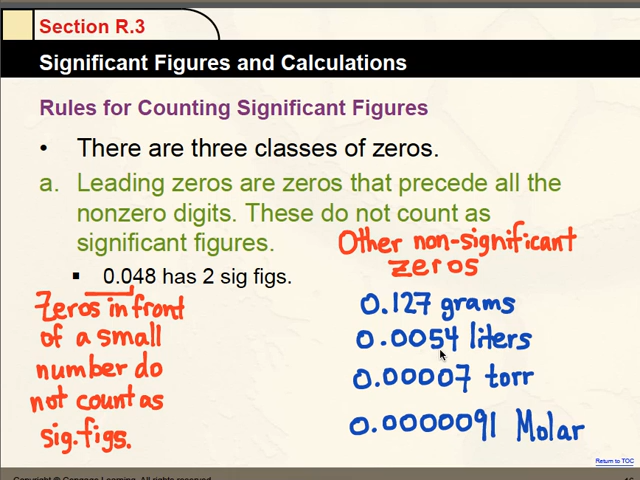 Section R.3
Significant Figures and Calculations
Rules for Counting Significant Figures
• There are three classes of zeros.
a. Leading zeros are zeros that precede all the
nonzero digits. These do not count as
significant figures.
▪ 0.048 has 2 sig figs.
Zeros in front
of a small
number do
not count as
sig. figs.
Other non-significant
zeros
0.127 grams
0.0054 liters
0.00007 torr
0.0000091 Molar
Return to TOC